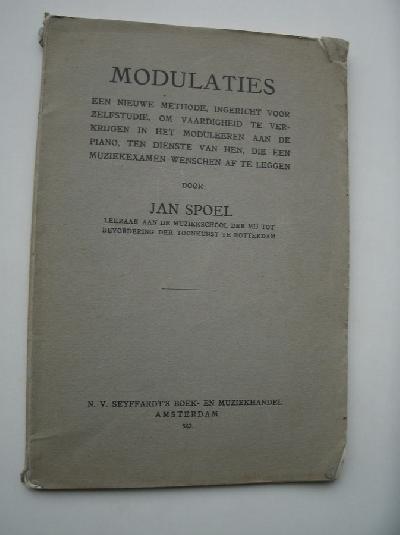 MODULATIES
EEN NIEUWE METHODE, INGERICHT VOOR
ZELFSTUDIE, OM VAARDIGHEID TE VER-
KRIJGEN IN HET MODULEEREN AAN DE
PIANO, TEN DIENSTE VAN HEN, DIE EEN
MUZIEKEXAMEN WENSCHEN AF TE LEGGEN
DOOR
JAN SPOEL
LEERAAR AAN DE MUZIEKSCHOOL DER MIJ TOT
BEVORDERING DER TOONKUNST TE ROTTERDAM
N. V. SEYFFARDT'S BOEK- EN MUZIEKHANDEL
AMSTERDAM